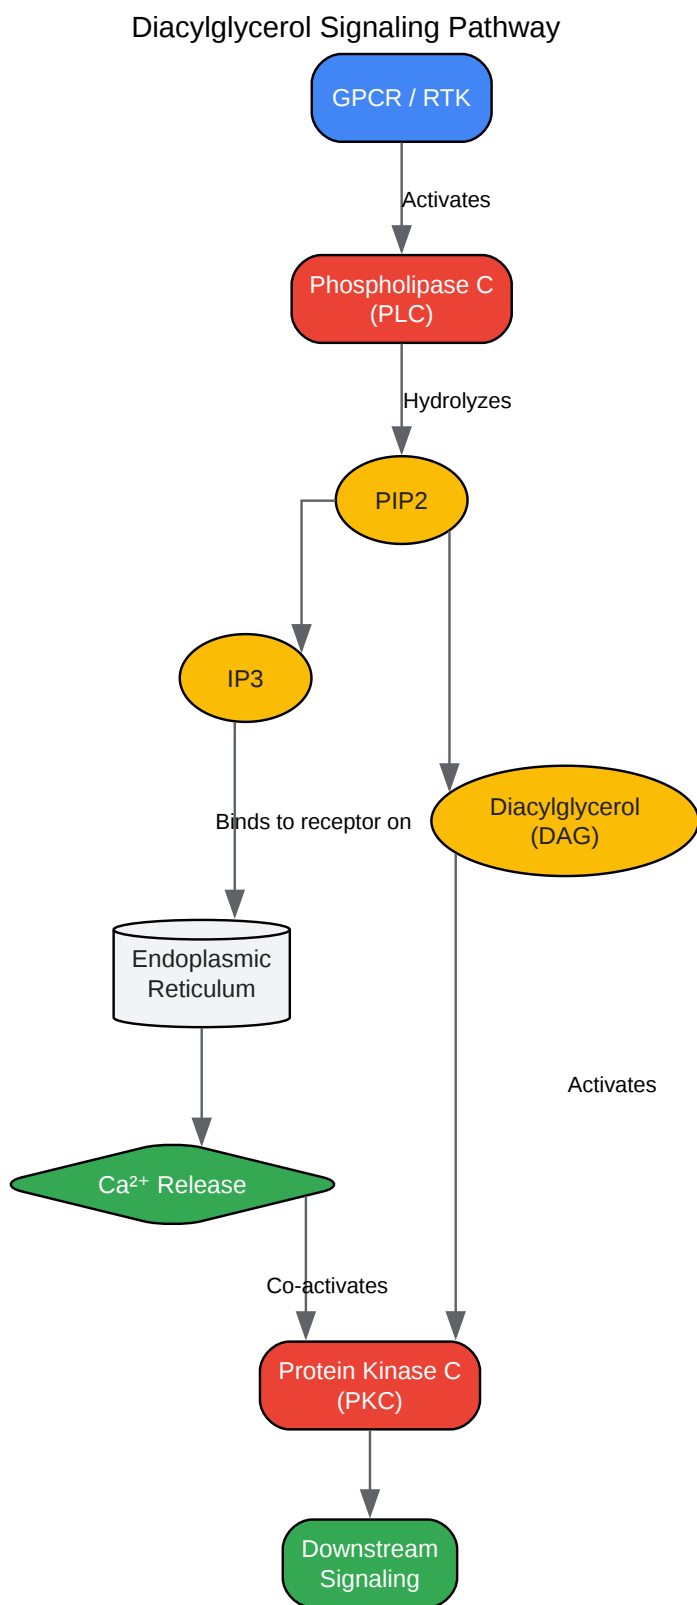 Diacylglycerol Signaling Pathway
GPCR / RTK
Activates
Phospholipase C
(PLC)
Hydrolyzes
PIP2
IP3
Diacylglycerol
(DAG)
Binds to receptor on
Endoplasmic
Reticulum
Activates
Ca²⁺ Release
Co-activates
Protein Kinase C
(PKC)
Downstream
Signaling